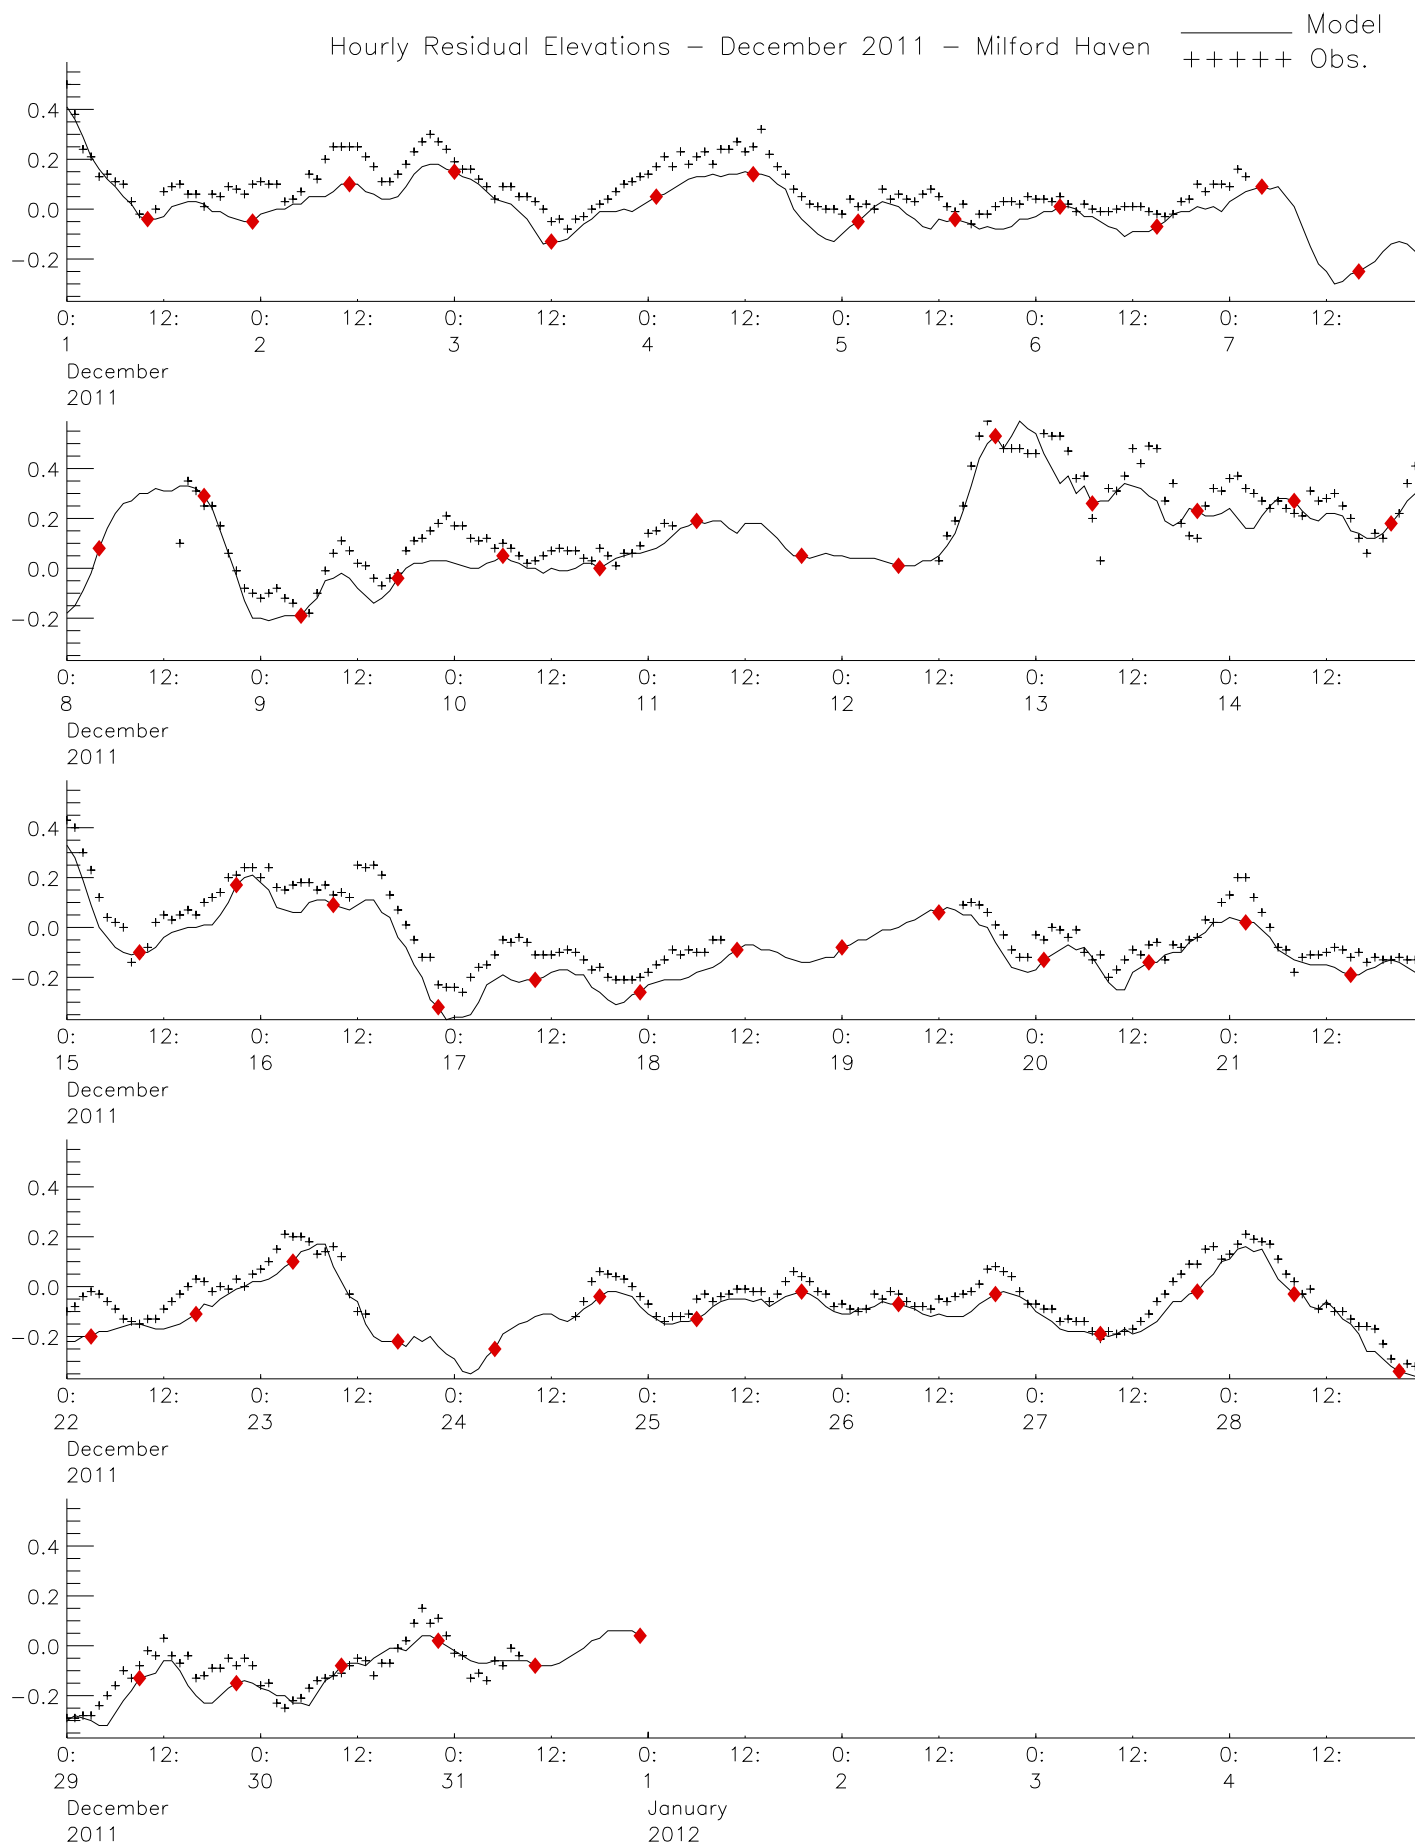 Hourly Residual Elevations − December 2011 − Milford Haven
Model
+++++ Obs.
0.4
0.2
0.0
−0.2
0: 12: 0: 12: 0: 12: 0: 12: 0: 12: 0: 12: 0: 12:
1 2 3 4 5 6 7
December
2011
0.4
0.2
0.0
−0.2
0: 12: 0: 12: 0: 12: 0: 12: 0: 12: 0: 12: 0: 12:
8 9 10 11 12 13 14
December
2011
0.4
0.2
0.0
−0.2
0: 12: 0: 12: 0: 12: 0: 12: 0: 12: 0: 12: 0: 12:
15 16 17 18 19 20 21
December
2011
0.4
0.2
0.0
−0.2
0: 12: 0: 12: 0: 12: 0: 12: 0: 12: 0: 12: 0: 12:
22 23 24 25 26 27 28
December
2011
0.4
0.2
0.0
−0.2
0: 12: 0: 12: 0: 12: 0: 12: 0: 12: 0: 12: 0: 12:
29 30 31 1 2 3 4
December January
2011 2012